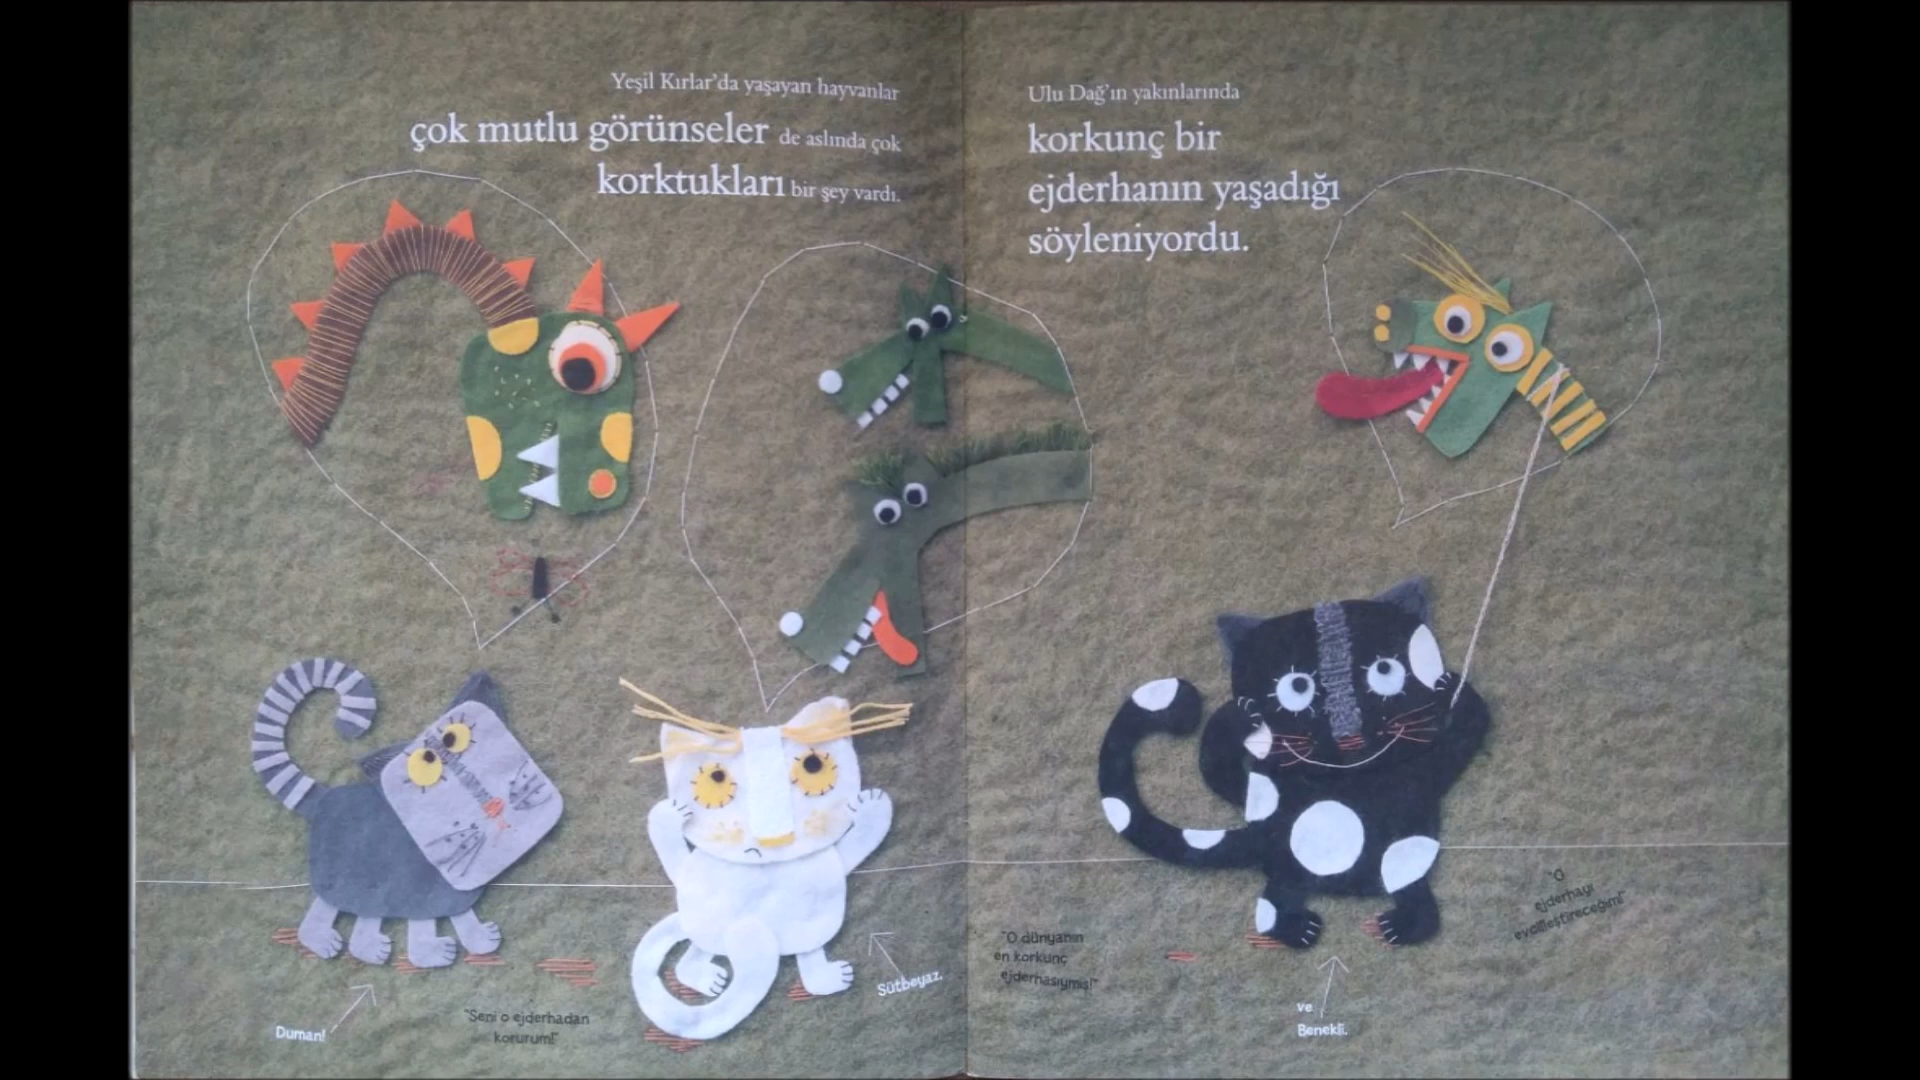 Yeşil Kırlar'da yaşayan hayvanlar
çok mutlu görünseler de aslında çok
korktukları bir şey vardı.
Ulu Dağ'ın yakınlarında
korkunç bir
ejderhanın yaşadığı
söyleniyordu.
Duman!
"Seni o ejderhadan
korurum!"
Sütbeyaz.
"O dünyanın
en korkunç
ejderhasıymış!"
ve
Benekli.
"O
ejderhayı
evcilleştireceğim!"